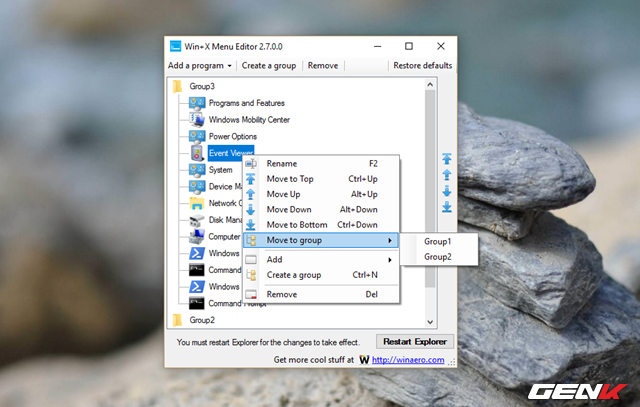 Win+X Menu Editor 2.7.0.0
Add a program Create a group Remove Restore defaults
Group3
Programs and Features
Windows Mobility Center
Power Options
Event Viewer
System
Device Ma
Network C
Disk Mana
Computer
Windows
Command
Windows
Command Prompt
Group2
Rename F2
Move to Top Ctrl+Up
Move Up Alt+Up
Move Down Alt+Down
Move to Bottom Ctrl+Down
Move to group
Add
Create a group Ctrl+N
Remove Del
Group1
Group2
You must restart Explorer for the changes to take effect. Restart Explorer
Get more cool stuff at W http://winaero.com
GENK